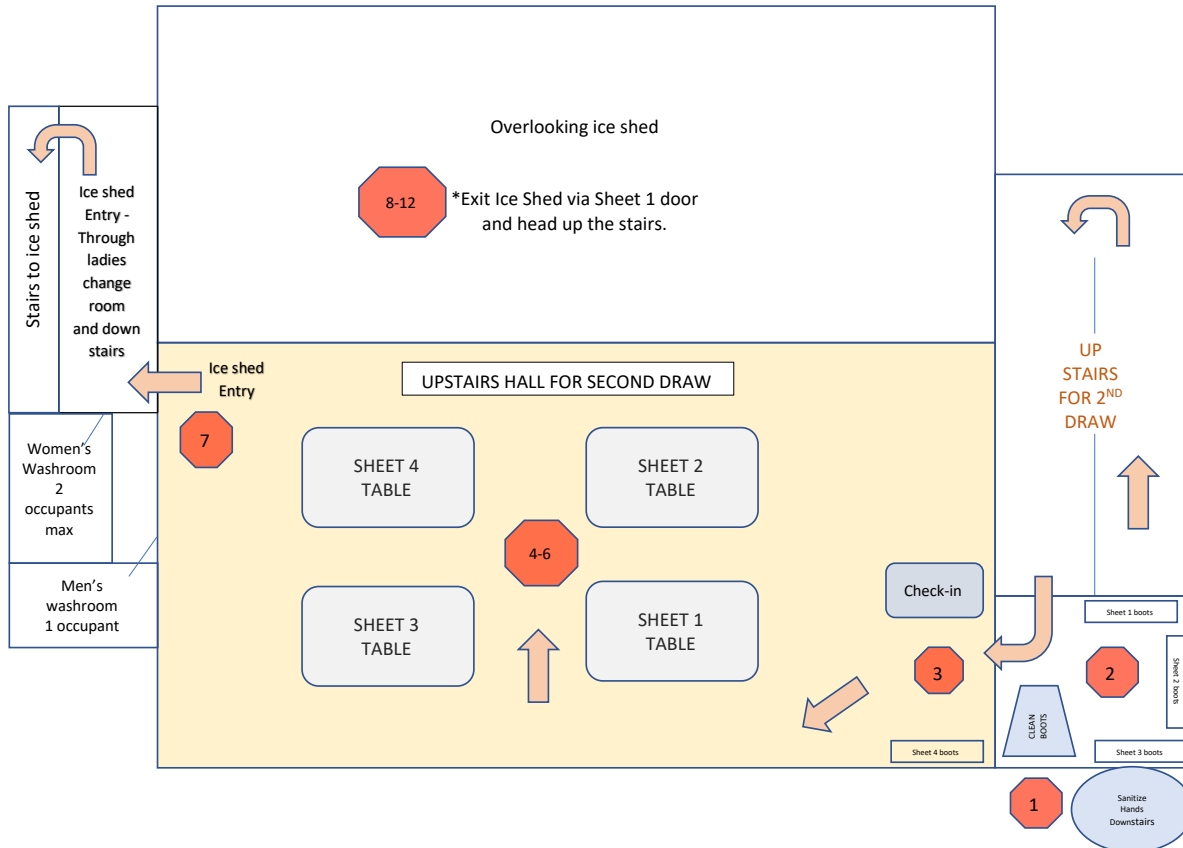 Overlooking ice shed
8-12
*Exit Ice Shed via Sheet 1 door
and head up the stairs.
Stairs to ice shed
Ice shed
Entry -
Through
ladies
change
room
and down
stairs
Ice shed
Entry
7
UPSTAIRS HALL FOR SECOND DRAW
UP
STAIRS
FOR 2ND
DRAW
Women's
Washroom
2
occupants
max
Men's
washroom
1 occupant
SHEET 4
TABLE
SHEET 2
TABLE
4-6
SHEET 3
TABLE
SHEET 1
TABLE
Check-in
3
Sheet 4 boots
Sheet 1 boots
2
Sheet 2 boots
CLEAN
BOOTS
Sheet 3 boots
1
Sanitize
Hands
Downstairs